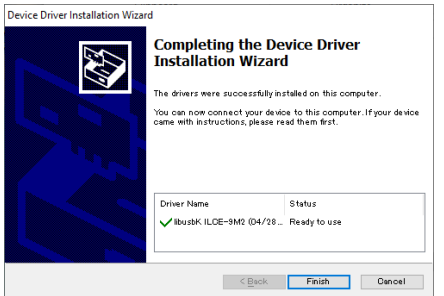 Device Driver Installation Wizard
Completing the Device Driver
Installation Wizard
The drivers were successfully installed on this computer.
You can now connect your device to this computer. If your device
came with instructions, please read them first.
Driver Name Status
libusbK ILCE-9M2 (04/28... Ready to use
< Back Finish Cancel